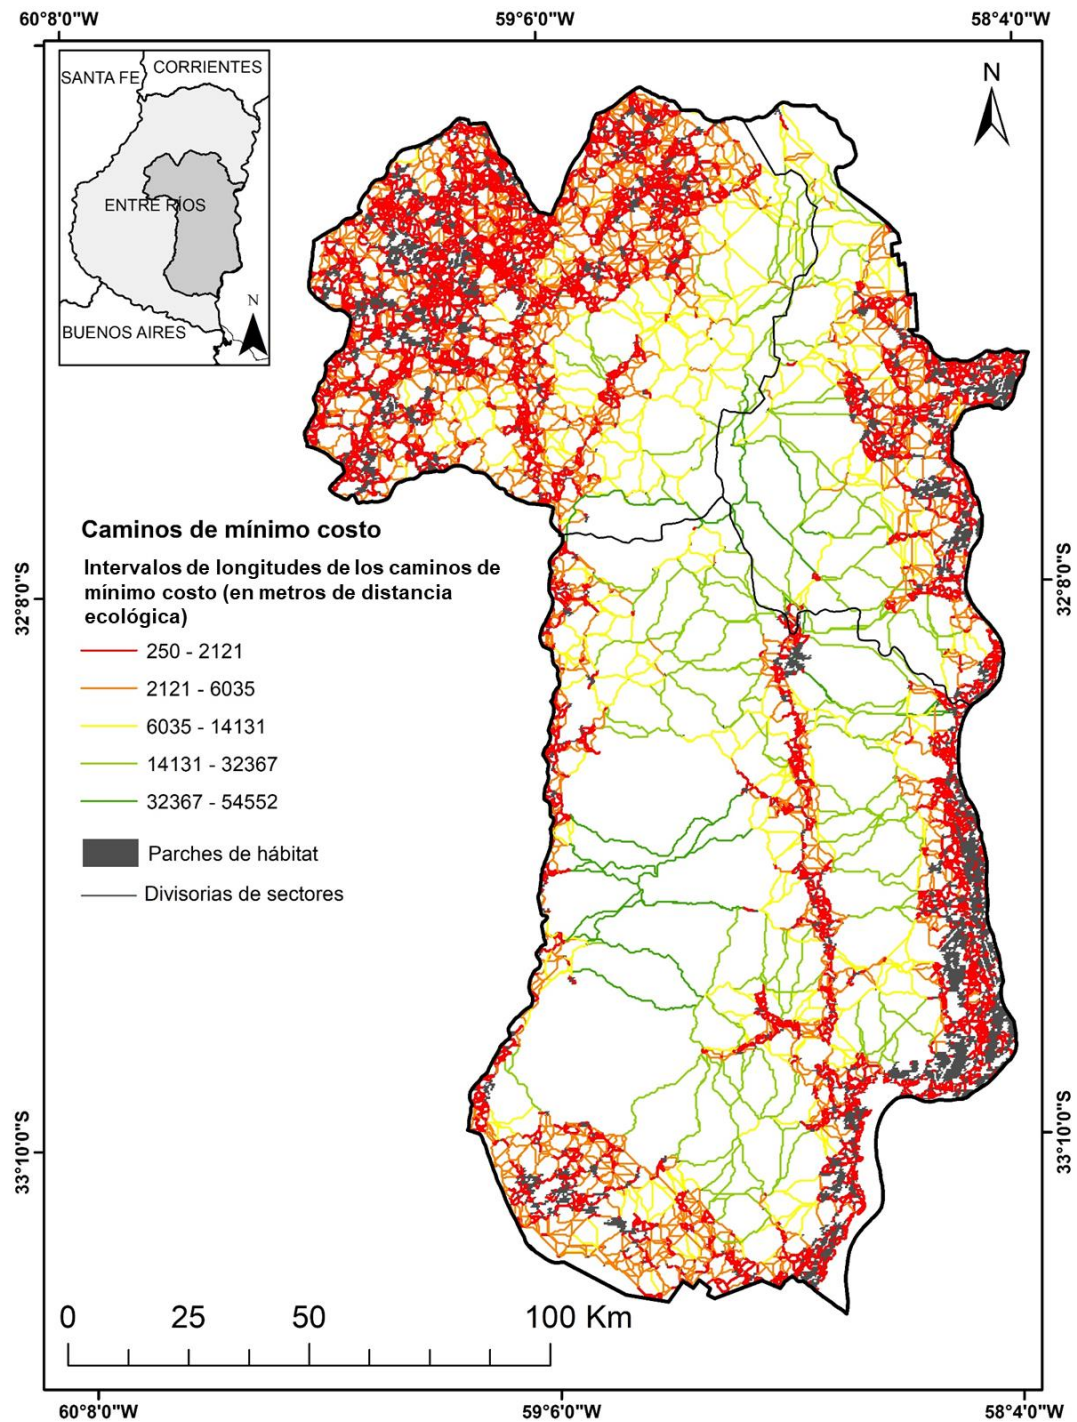 60°8'0"W
59°6'0"W
58°4'0"W
SANTA FE
CORRIENTES
ENTRE RÍOS
BUENOS AIRES
N
N
Caminos de mínimo costo
Intervalos de longitudes de los caminos de
mínimo costo (en metros de distancia
ecológica)
250 - 2121
2121 - 6035
6035 - 14131
14131 - 32367
32367 - 54552
Parches de hábitat
Divisorias de sectores
32°8'0"S
32°8'0"S
33°10'0"S
33°10'0"S
0 25 50 100 Km
60°8'0"W
59°6'0"W
58°4'0"W